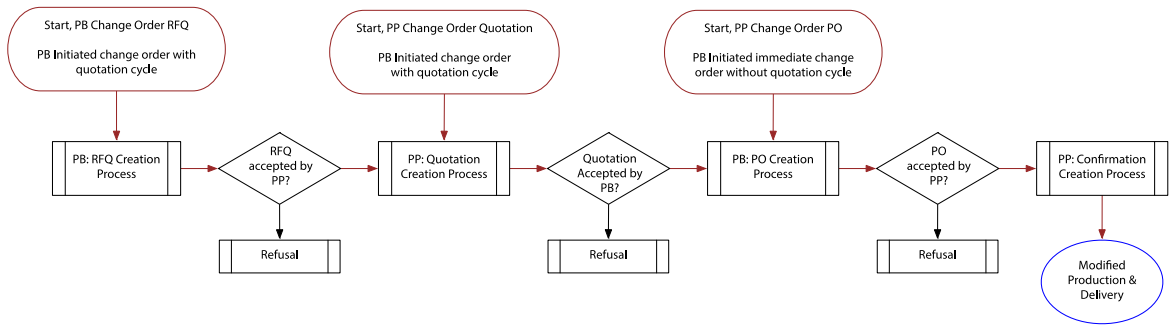 Start, PB Change Order RFQ
PB Initiated change order with
quotation cycle
Start, PP Change Order Quotation
PB Initiated change order
with quotation cycle
Start, PP Change Order PO
PB Initiated immediate change
order without quotation cycle
PB: RFQ Creation
Process
RFQ
accepted by
PP?
PP: Quotation
Creation Process
Quotation
Accepted by
PB?
PB: PO Creation
Process
PO
accepted by
PP?
PP: Confirmation
Creation Process
Refusal
Refusal
Refusal
Modified
Production &
Delivery